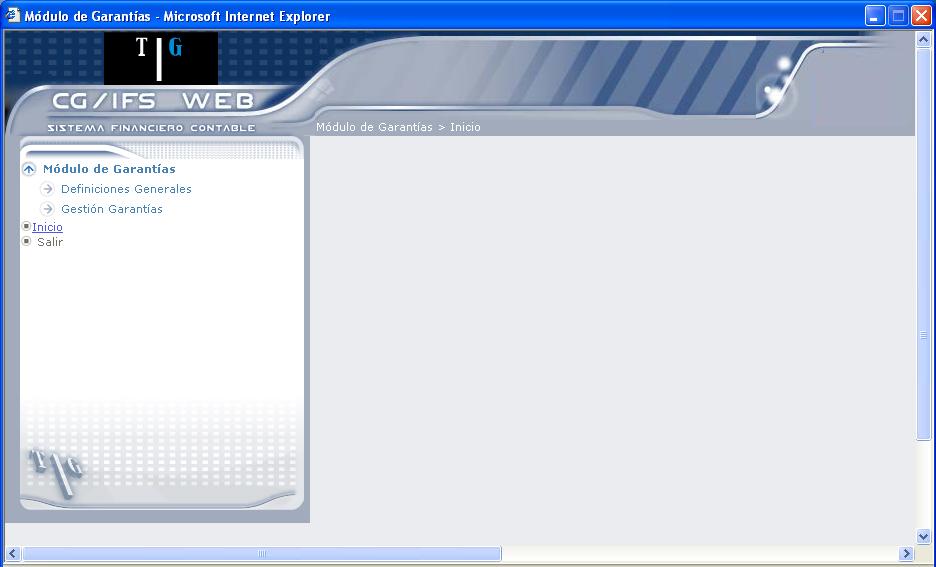 Módulo de Garantías - Microsoft Internet Explorer
T G
CG/IFS WEB
SISTEMA FINANCIERO CONTABLE
Módulo de Garantías > Inicio
Módulo de Garantías
Definiciones Generales
Gestión Garantías
Inicio
Salir
T G